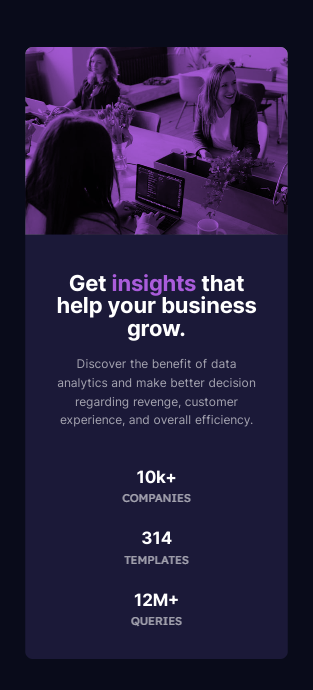 Get insights that
help your business
grow.
Discover the benefit of data
analytics and make better decision
regarding revenge, customer
experience, and overall efficiency.
10k+
COMPANIES
314
TEMPLATES
12M+
QUERIES